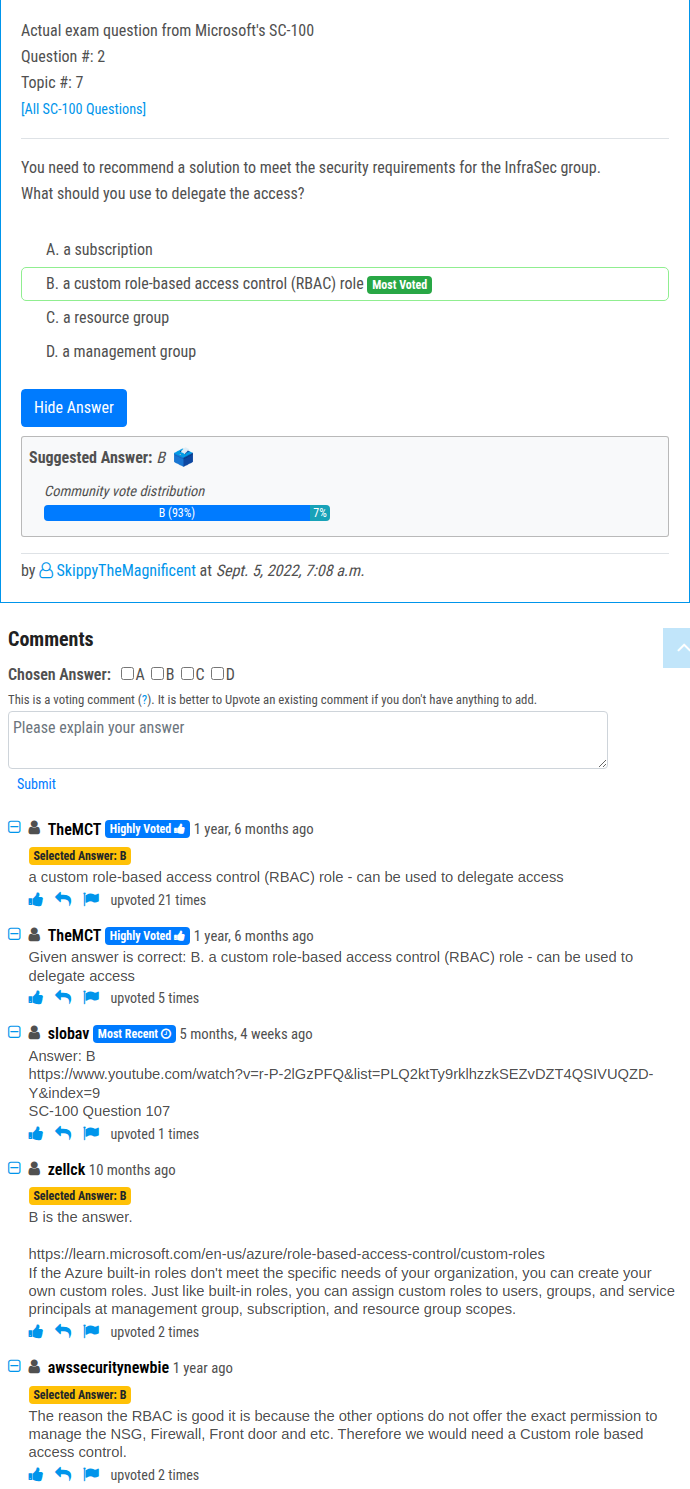 Actual exam question from Microsoft's SC-100
Question #: 2
Topic #: 7
[All SC-100 Questions]
You need to recommend a solution to meet the security requirements for the InfraSec group.
What should you use to delegate the access?
A. a subscription
B. a custom role-based access control (RBAC) role Most Voted
C. a resource group
D. a management group
Hide Answer
Suggested Answer: B
Community vote distribution
B (93%) 7%
by SkippyTheMagnificent at Sept. 5, 2022, 7:08 a.m.
Comments
Chosen Answer: A B C D
This is a voting comment (?). It is better to Upvote an existing comment if you don't have anything to add.
Please explain your answer
Submit
TheMCT Highly Voted 1 year, 6 months ago
Selected Answer: B
a custom role-based access control (RBAC) role - can be used to delegate access
upvoted 21 times
TheMCT Highly Voted 1 year, 6 months ago
Given answer is correct: B. a custom role-based access control (RBAC) role - can be used to
delegate access
upvoted 5 times
slobav Most Recent 5 months, 4 weeks ago
Answer: B
https://www.youtube.com/watch?v=r-P-2lGzPFQ&list=PLQ2ktTy9rklhzzkSEZvDZT4QSIVUQZD-
Y&index=9
SC-100 Question 107
upvoted 1 times
zellck 10 months ago
Selected Answer: B
B is the answer.
https://learn.microsoft.com/en-us/azure/role-based-access-control/custom-roles
If the Azure built-in roles don't meet the specific needs of your organization, you can create your
own custom roles. Just like built-in roles, you can assign custom roles to users, groups, and service
principals at management group, subscription, and resource group scopes.
upvoted 2 times
awssecuritynewbie 1 year ago
Selected Answer: B
The reason the RBAC is good it is because the other options do not offer the exact permission to
manage the NSG, Firewall, Front door and etc. Therefore we would need a Custom role based
access control.
upvoted 2 times